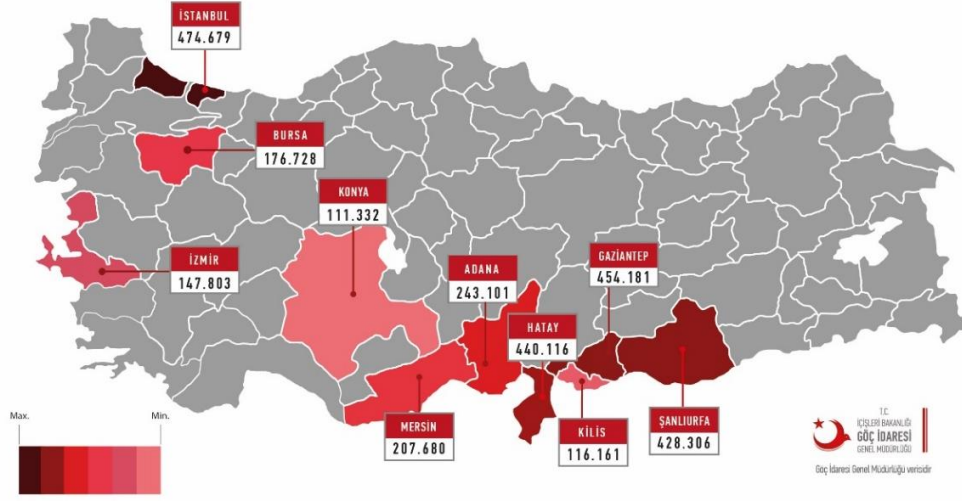 İSTANBUL
474.679
BURSA
176.728
KONYA
111.332
İZMİR
147.803
ADANA
243.101
GAZİANTEP
454.181
HATAY
440.116
MERSİN
207.680
KİLİS
116.161
ŞANLIURFA
428.306
Max.
Min.
T.C.
İÇİŞLERİ BAKANLIĞI
GÖÇ İDARESİ
GENEL MÜDÜRLÜĞÜ
Göç İdaresi Genel Müdürlüğü verisidir